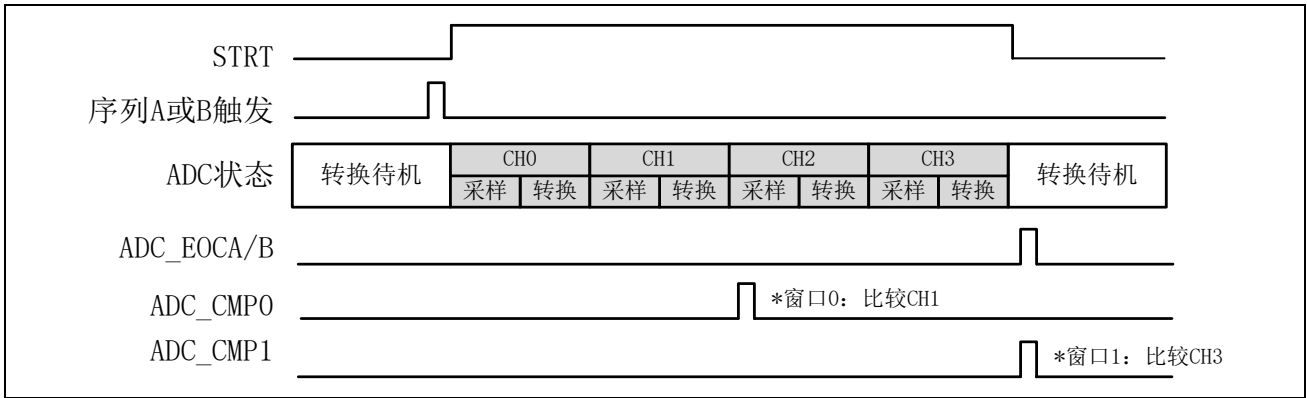 STRT
序列A或B触发
ADC状态
转换待机
CH0
CH1
CH2
CH3
转换待机
采样
转换
采样
转换
采样
转换
采样
转换
ADC_EOCA/B
ADC_CMP0
*窗口0: 比较CH1
ADC_CMP1
*窗口1: 比较CH3